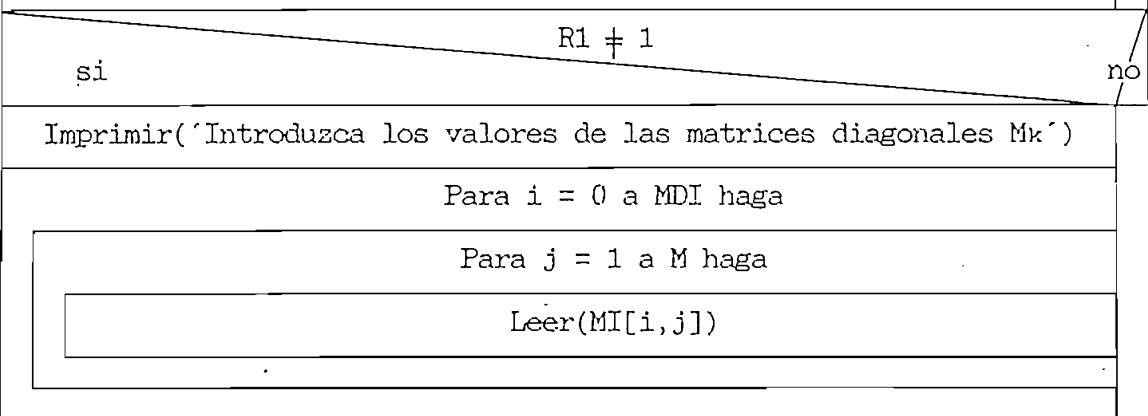 R1 ≠ 1
si
no
Imprimir(´Introduzca los valores de las matrices diagonales Mk´)
Para i = 0 a MDI haga
Para j = 1 a M haga
Leer(MI[i,j])